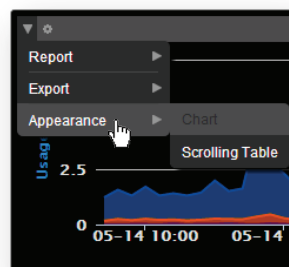 Report
Export
Appearance
Chart
Scrolling Table
Usag
2.5
0
05-14 10:00
05-14